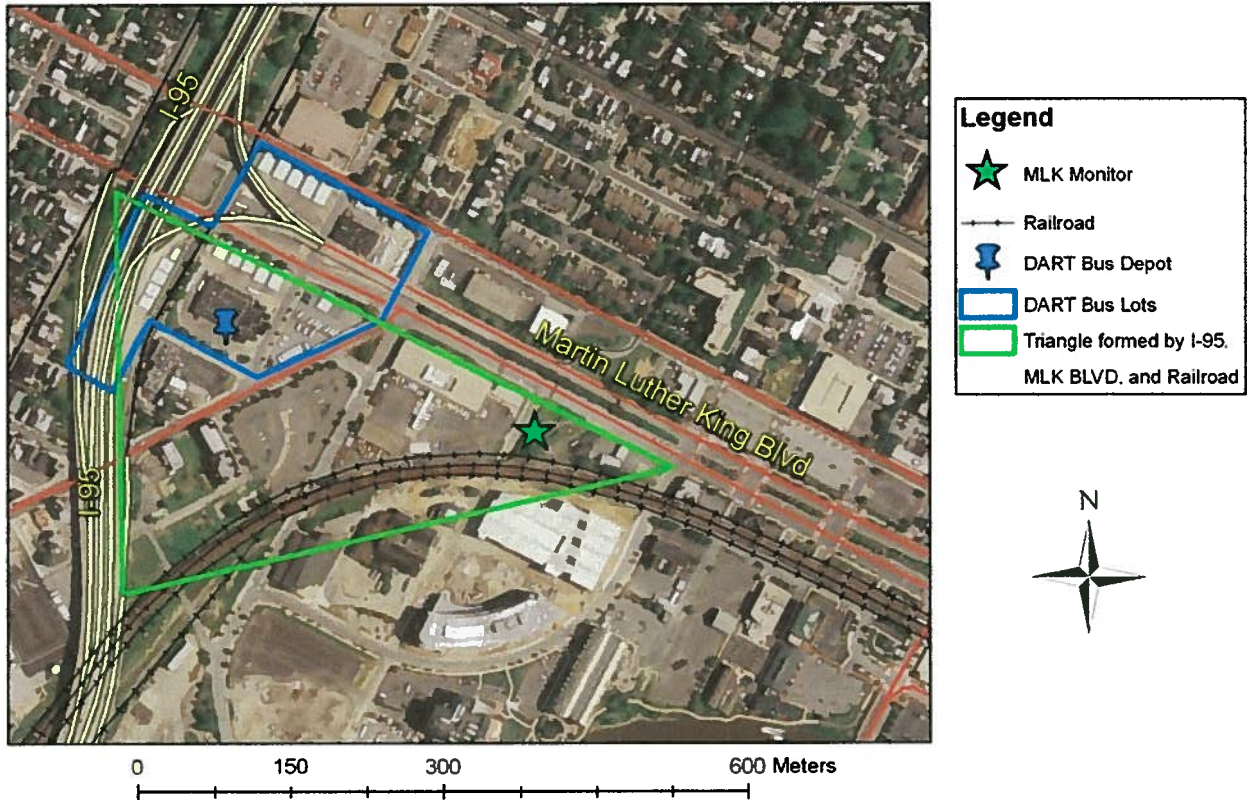 I-95
Martin Luther King Blvd
I-95
Legend
MLK Monitor
Railroad
DART Bus Depot
DART Bus Lots
Triangle formed by I-95,
MLK BLVD. and Railroad
N
0 150 300 600 Meters